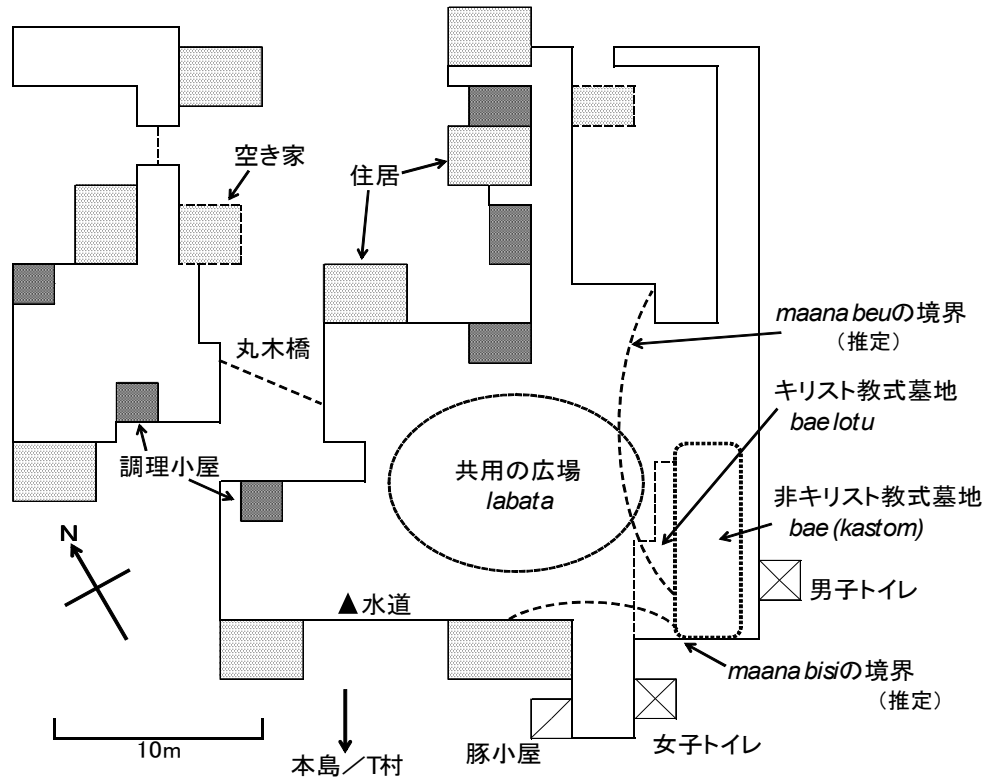 空き家
住居
丸木橋
maana beuの境界
（推定）
キリスト教式墓地
bae lotu
調理小屋
共用の広場
labata
非キリスト教式墓地
bae (kastom)
N
男子トイレ
▲水道
maana bisiの境界
（推定）
10m
本島／T村
豚小屋
女子トイレ